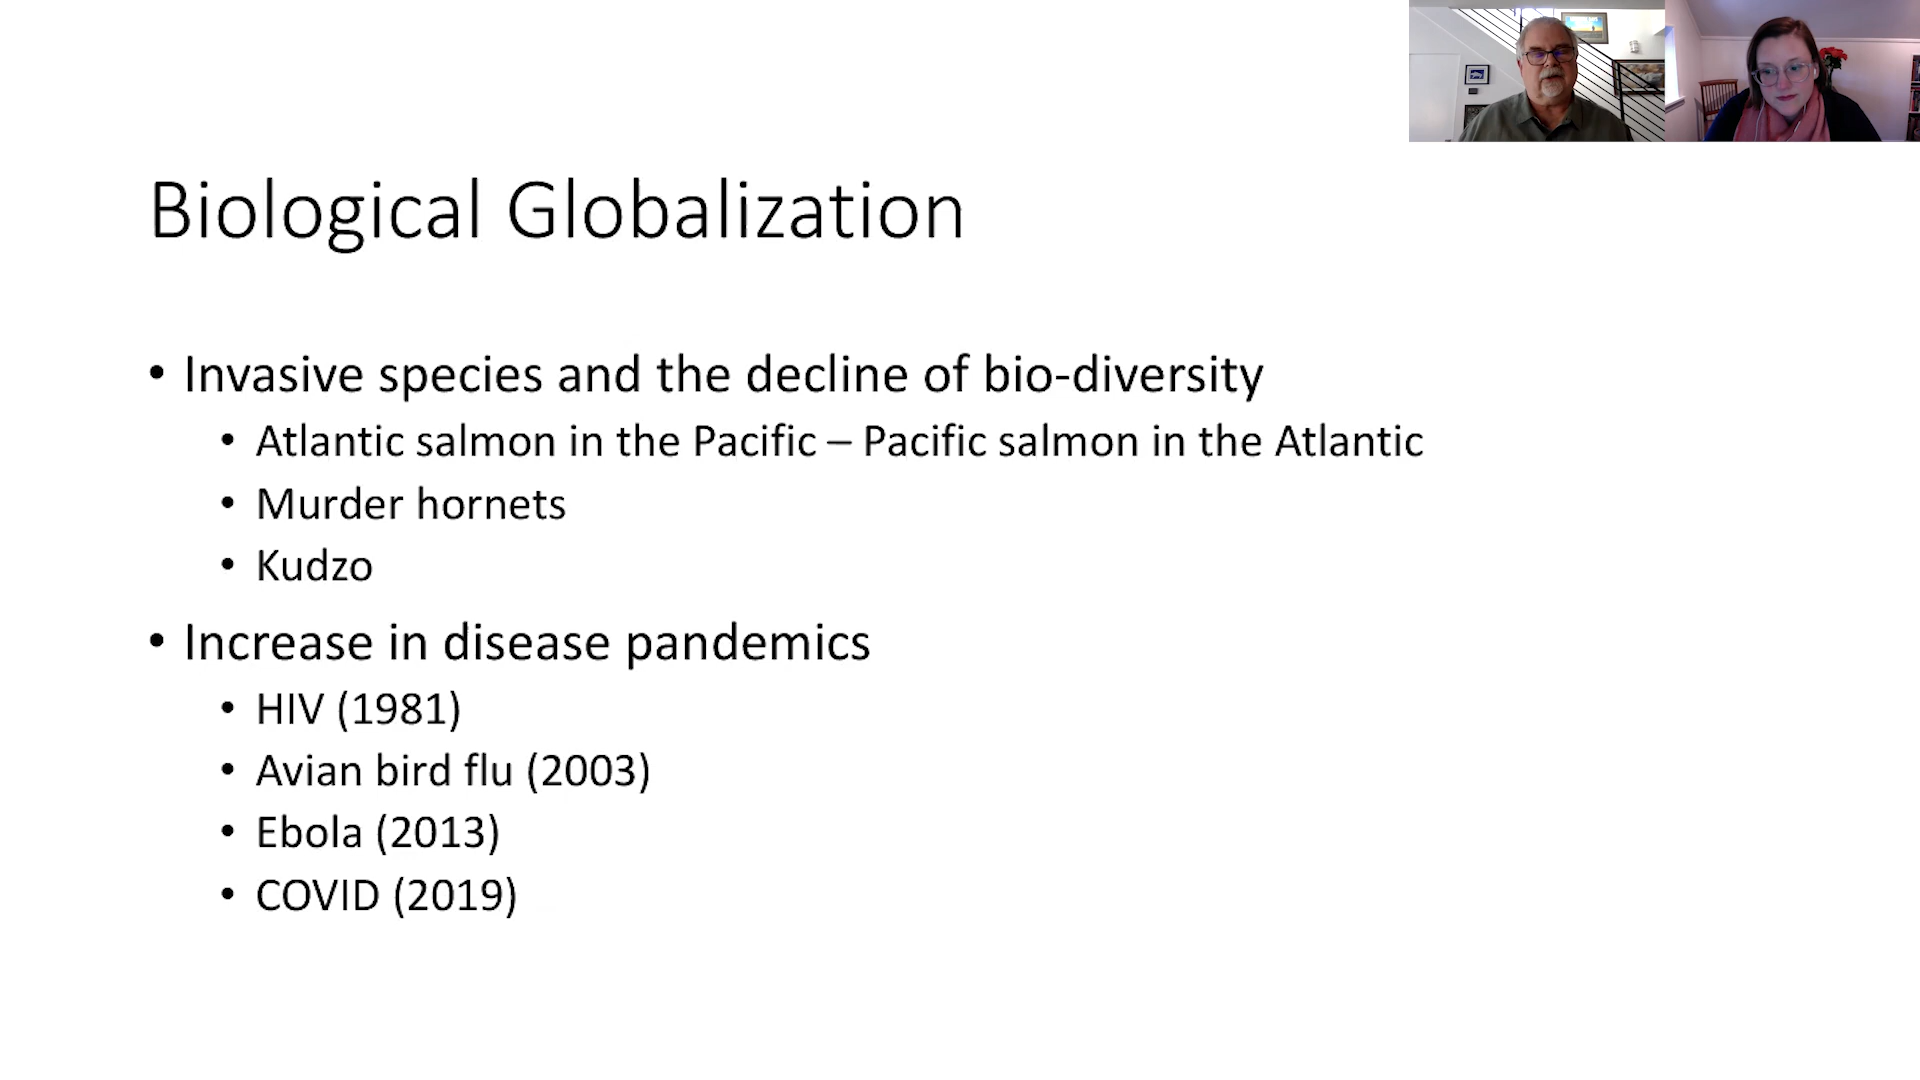 Biological Globalization
• Invasive species and the decline of bio-diversity
• Atlantic salmon in the Pacific – Pacific salmon in the Atlantic
• Murder hornets
• Kudzo
• Increase in disease pandemics
• HIV (1981)
• Avian bird flu (2003)
• Ebola (2013)
• COVID (2019)